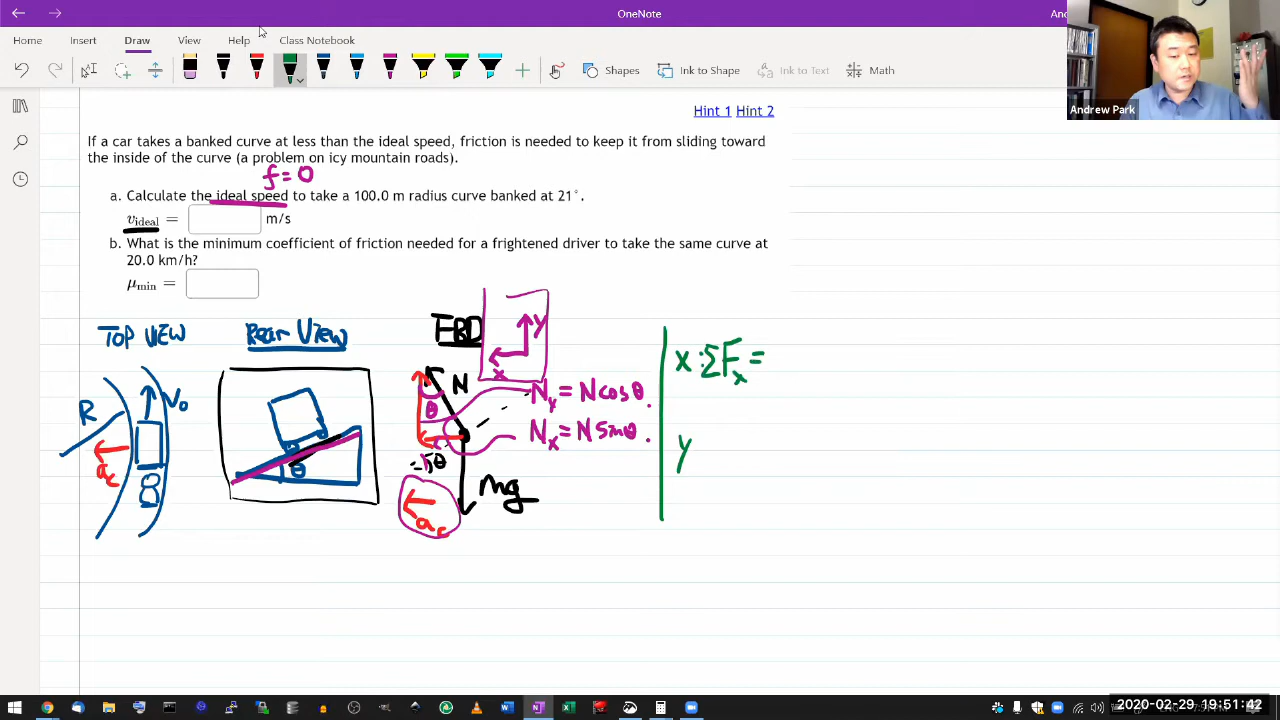 OneNote
Home Insert Draw View Help Class Notebook
Shapes Ink to Shape Ink to Text Math
Andrew Park
Hint 1 Hint 2
If a car takes a banked curve at less than the ideal speed, friction is needed to keep it from sliding toward
the inside of the curve (a problem on icy mountain roads).
f = 0
a. Calculate the ideal speed to take a 100.0 m radius curve banked at 21°.
v ideal = m/s
b. What is the minimum coefficient of friction needed for a frightened driver to take the same curve at
20.0 km/h?
μ min =
TOP VIEW Rear View FBD
y
x
R V₀ a_c
θ
N
θ
mg
a_c
N_y = N cosθ.
N_x = N sinθ.
x: ΣF_x =
y
2020-02-29 19:51:42